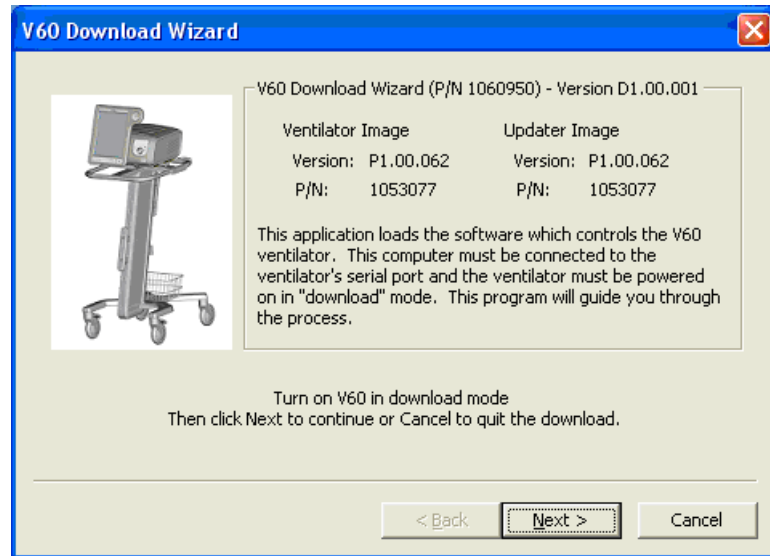 V60 Download Wizard
V60 Download Wizard (P/N 1060950) - Version D1.00.001
Ventilator Image Updater Image
Version: P1.00.062 Version: P1.00.062
P/N: 1053077 P/N: 1053077
This application loads the software which controls the V60
ventilator. This computer must be connected to the
ventilator's serial port and the ventilator must be powered
on in "download" mode. This program will guide you through
the process.
Turn on V60 in download mode
Then click Next to continue or Cancel to quit the download.
< Back Next > Cancel